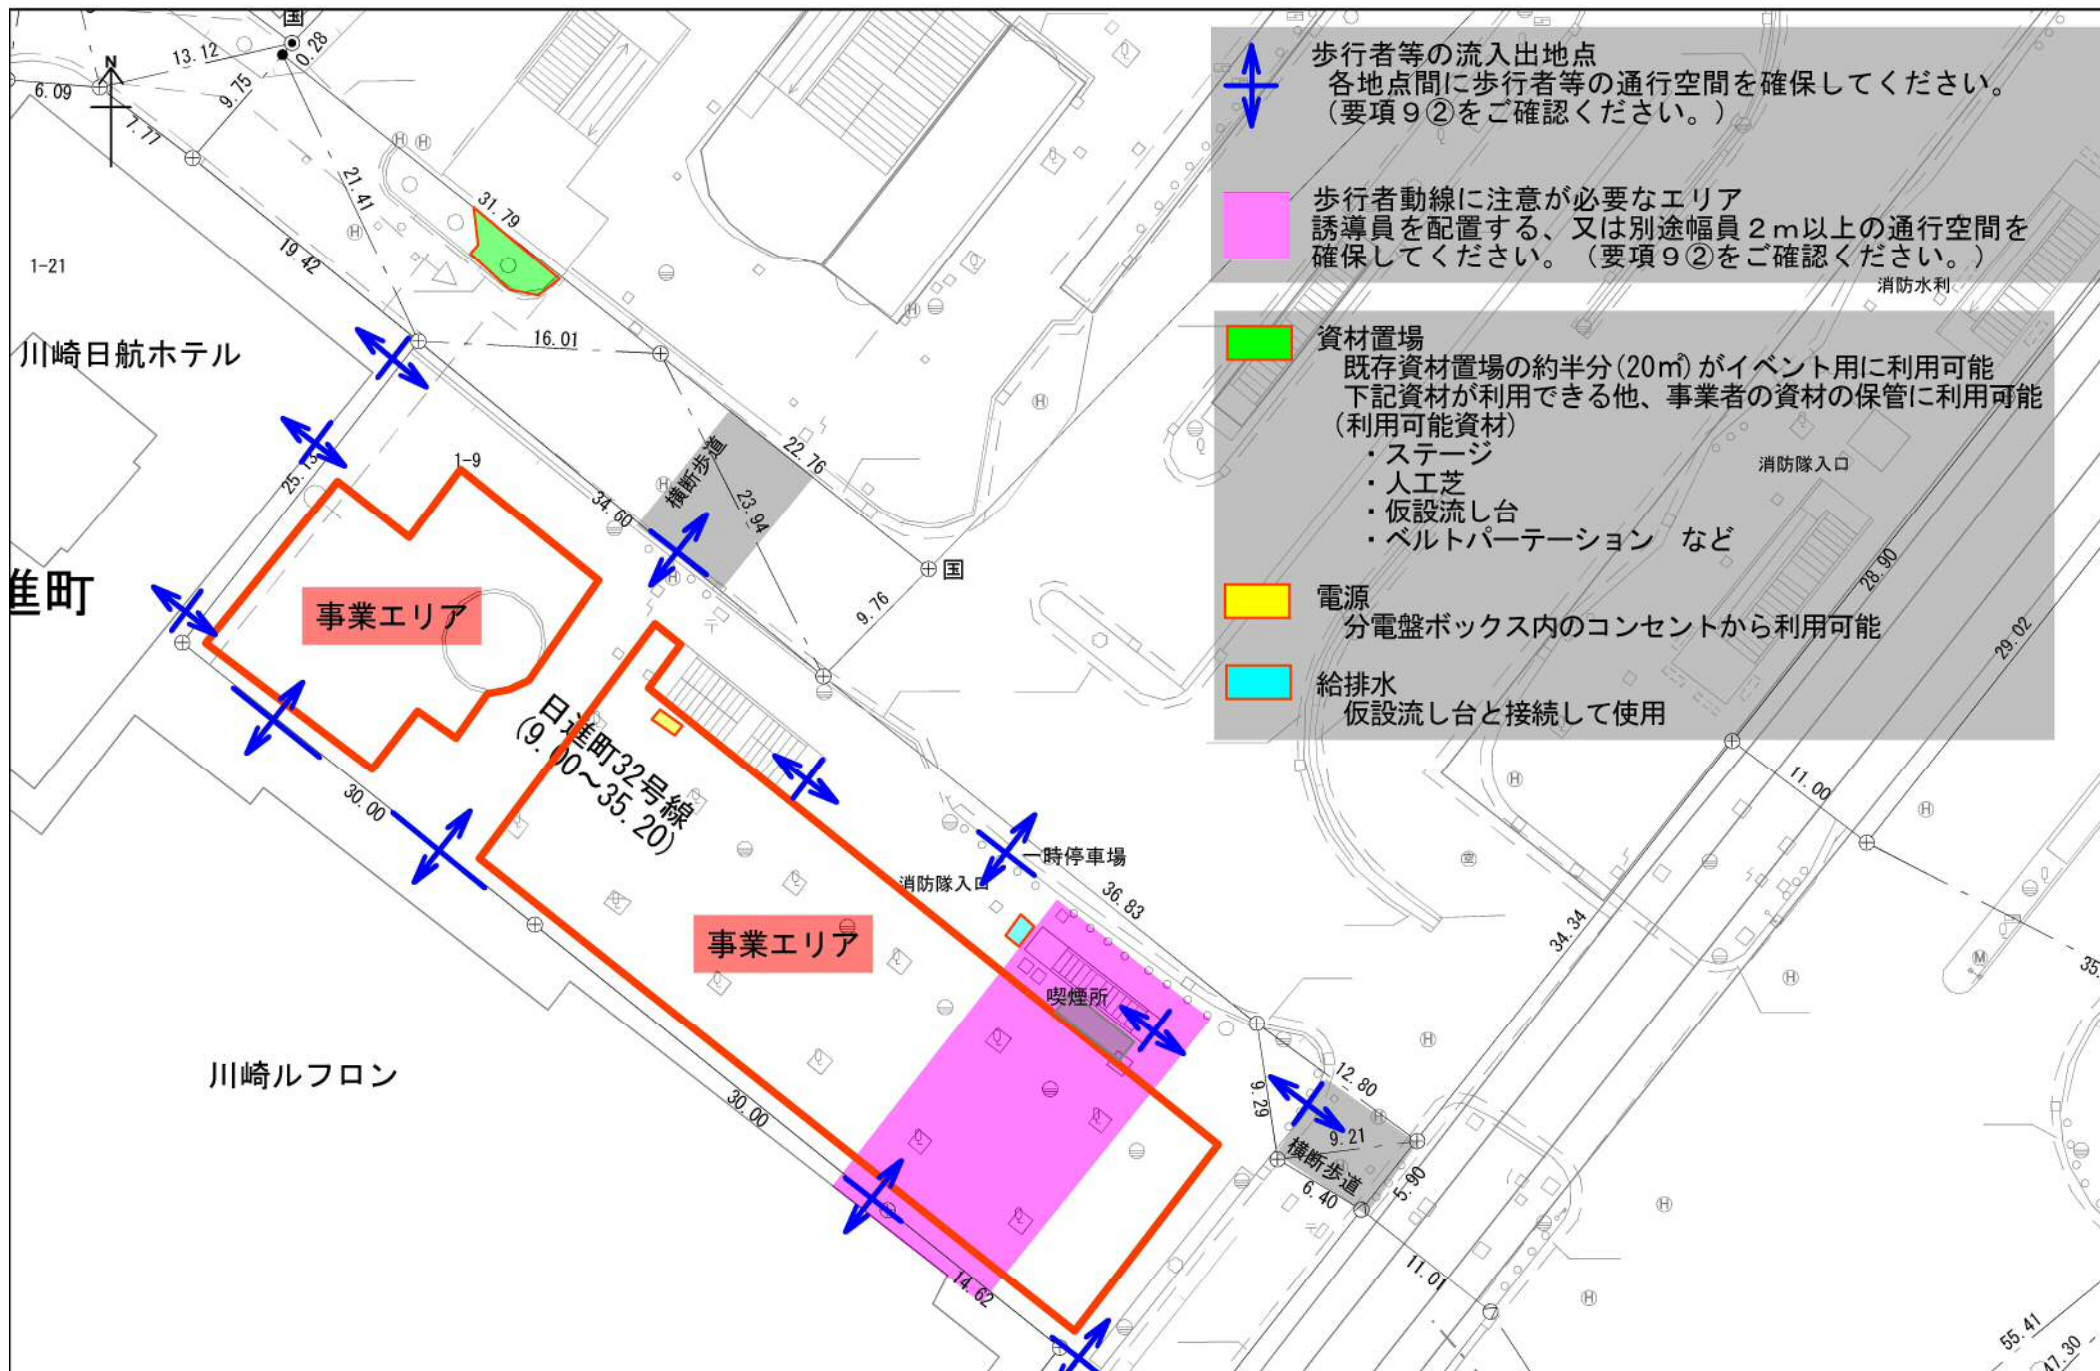 国
13.12
0.28
N
6.09
9.75
7.77
21.41
31.79
19.42
1-21
川崎日航ホテル
16.01
1-9
横断歩道
22.76
34.60
23.94
国
9.76
進町
事業エリア
日進町32号線
(9.00～35.20)
30.00
一時停車場
消防隊入口
36.83
事業エリア
喫煙所
川崎ルフロン
30.00
14.62
12.80
9.29
9.21
横断歩道
6.40
5.90
11.01
34.34
11.00
28.90
29.02
35.
55.41
47.30
歩行者等の流入出地点
各地点間に歩行者等の通行空間を確保してください。
（要項９②をご確認ください。）
歩行者動線に注意が必要なエリア
誘導員を配置する、又は別途幅員２ｍ以上の通行空間を
確保してください。（要項９②をご確認ください。）
消防水利
資材置場
既存資材置場の約半分(20㎡)がイベント用に利用可能
下記資材が利用できる他、事業者の資材の保管に利用可能
（利用可能資材）
・ステージ
・人工芝
・仮設流し台
・ベルトパーテーション　など
消防隊入口
電源
分電盤ボックス内のコンセントから利用可能
給排水
仮設流し台と接続して使用